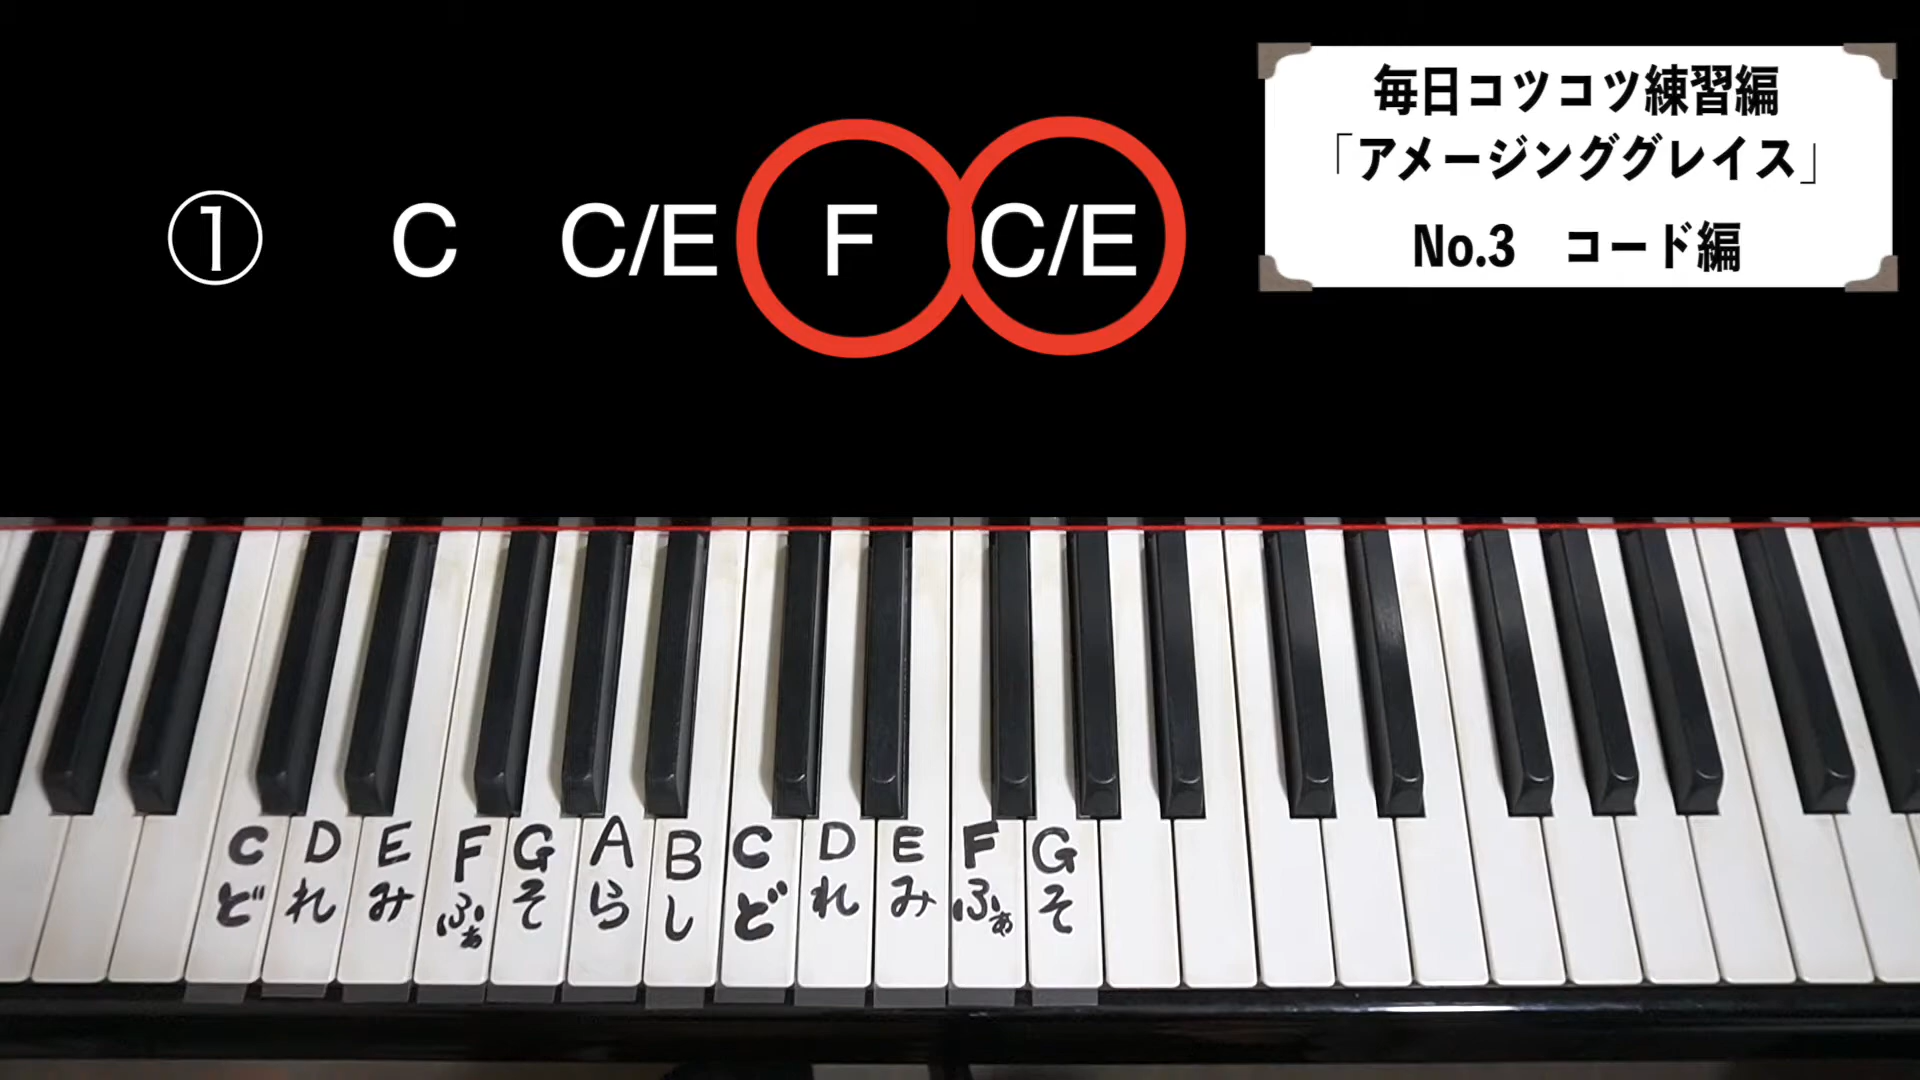 ① C C/E F C/E
毎日コツコツ練習編
「アメージンググレイス」
No.3 コード編
C D E F G A B C D E F G
ど れ み ふぁ そ ら し ど れ み ふぁ そ